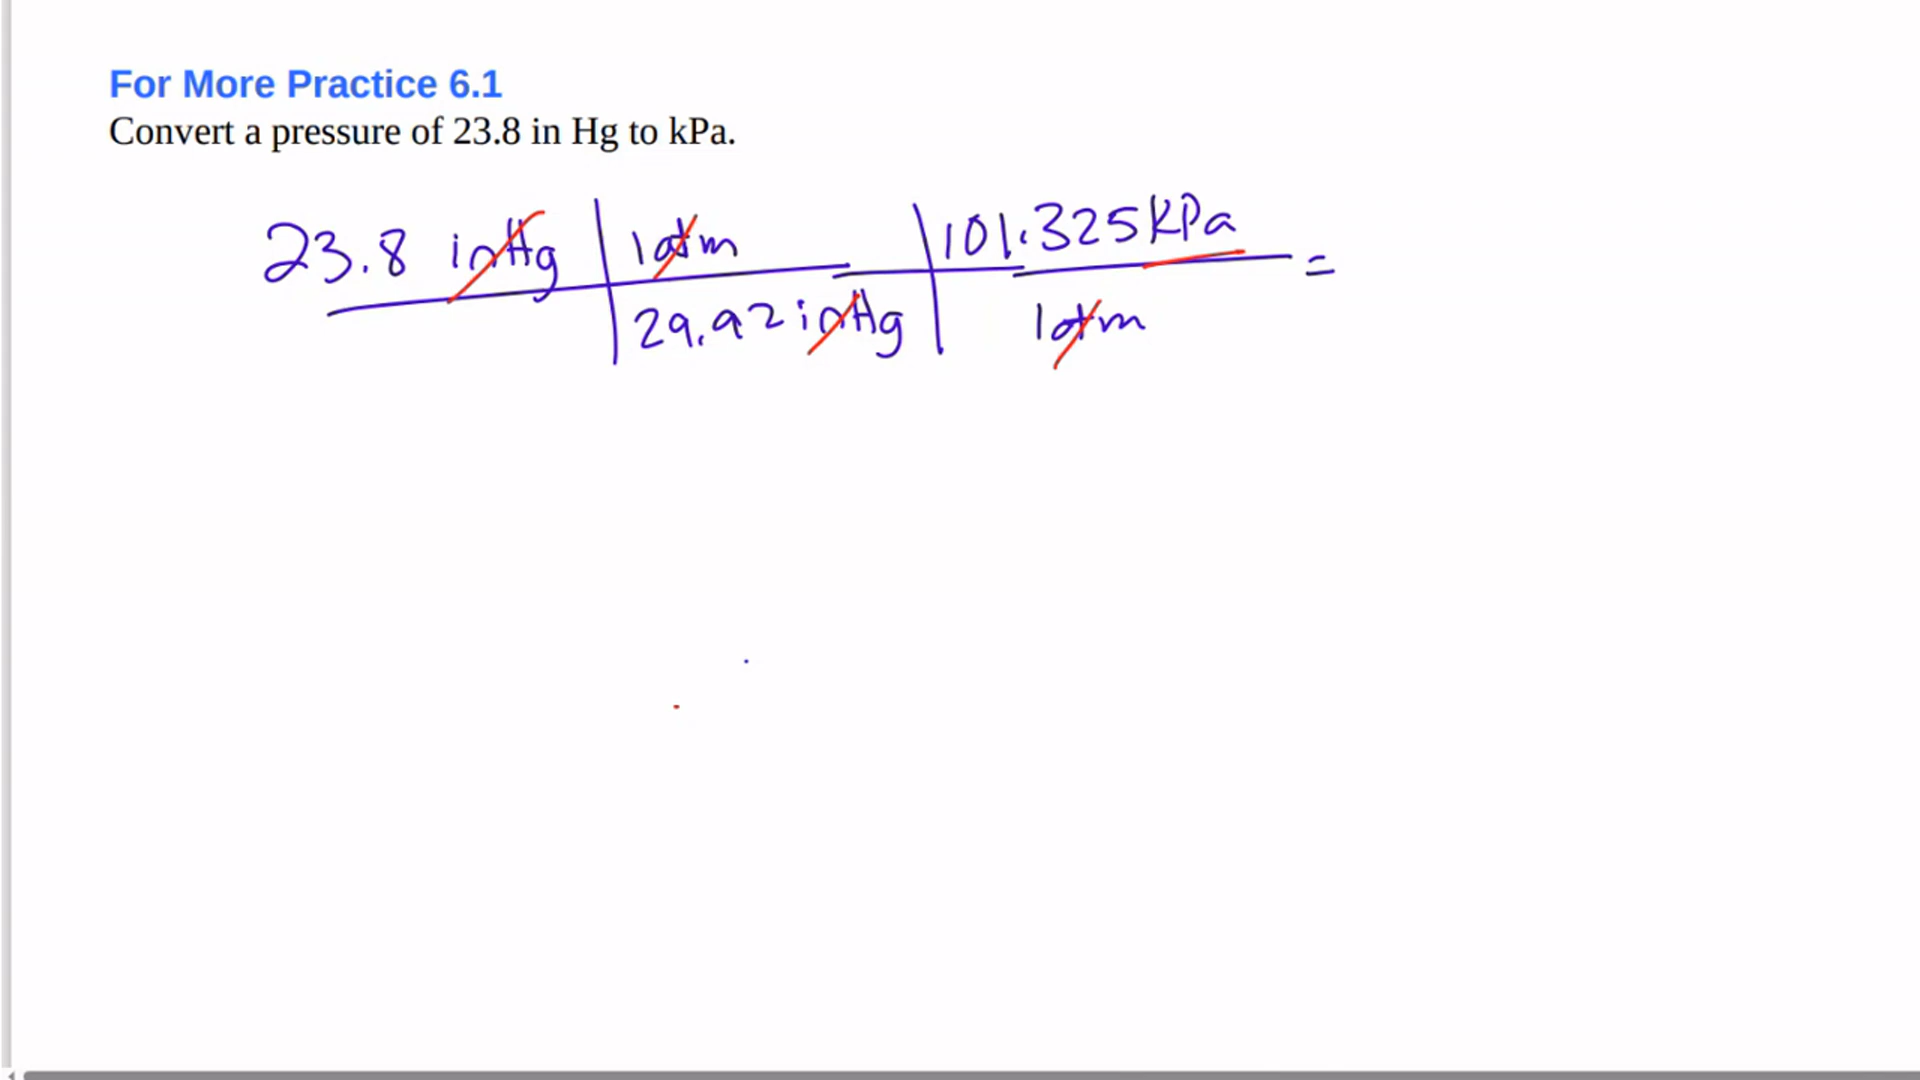 For More Practice 6.1
Convert a pressure of 23.8 in Hg to kPa.
23.8 inHg | 1 atm | 101.325 kPa =
29.92 inHg | 1 atm